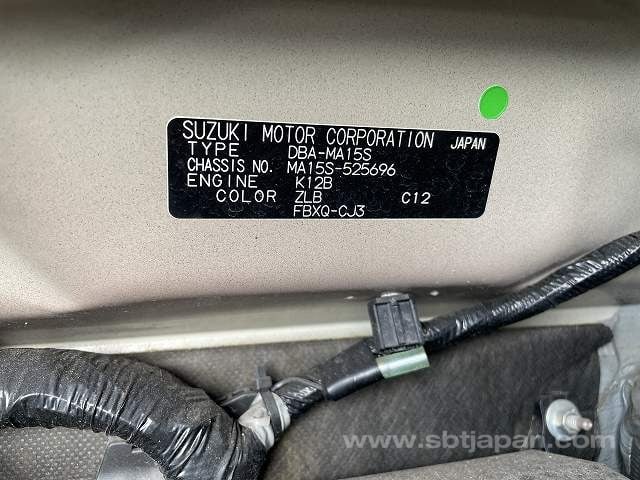 SUZUKI MOTOR CORPORATION JAPAN
TYPE DBA-MA15S
CHASSIS NO. MA15S-525696
ENGINE K12B
COLOR ZLB C12
FBXQ-CJ3
www.sbtjapan.com